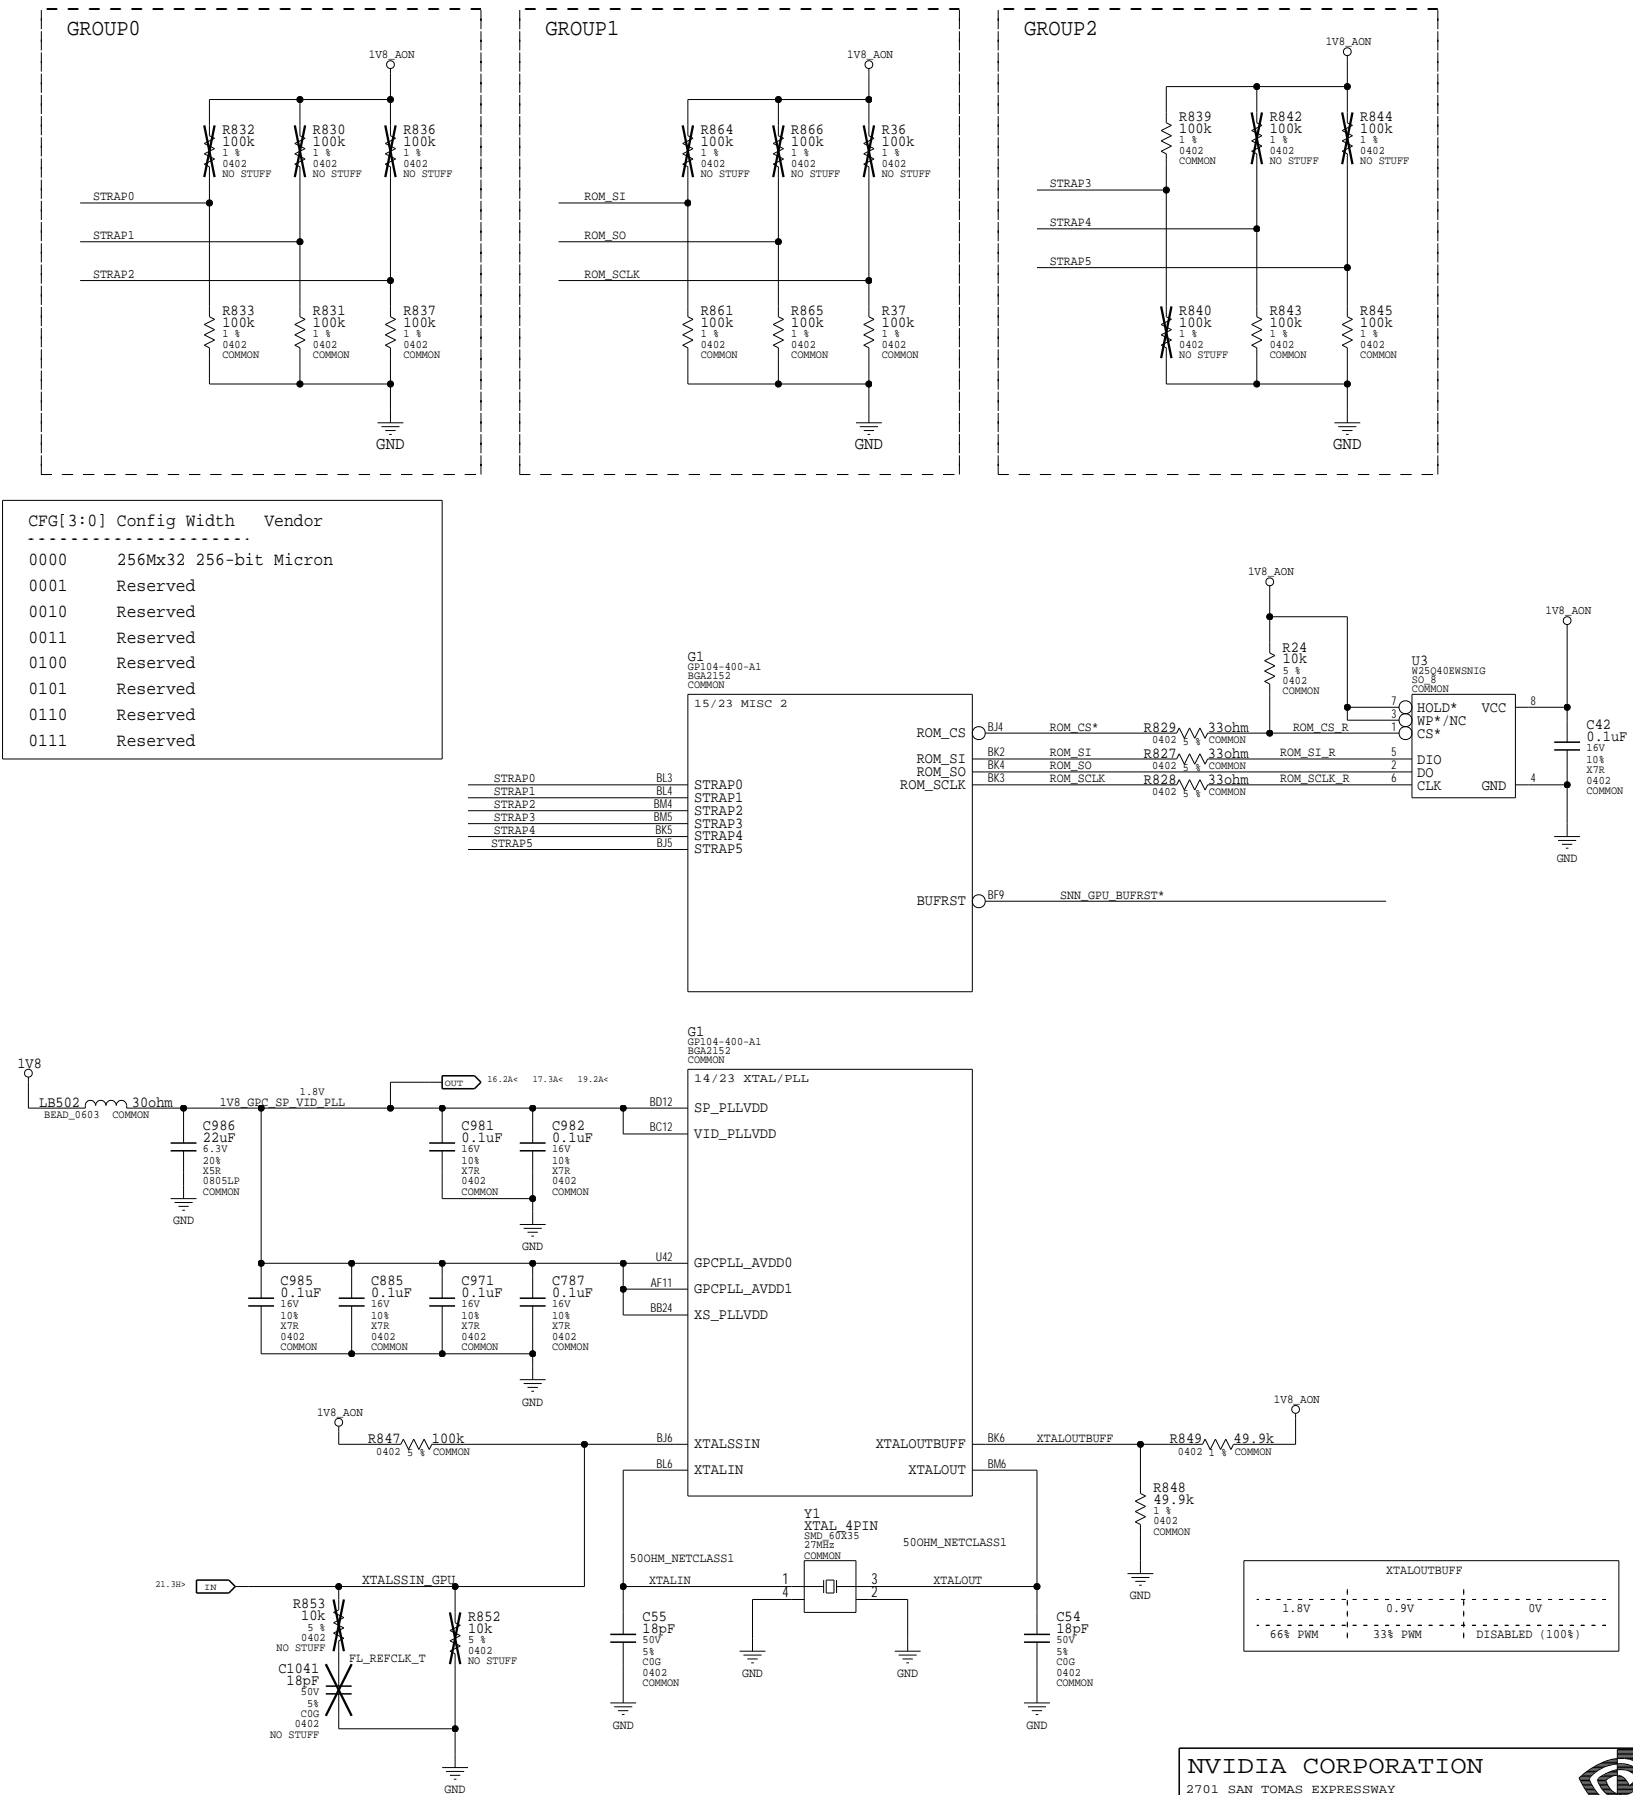 GROUP0
1V8_AON
R832
100k
1 %
0402
NO STUFF
R830
100k
1 %
0402
NO STUFF
R836
100k
1 %
0402
NO STUFF
STRAP0
STRAP1
STRAP2
R833
100k
1 %
0402
COMMON
R831
100k
1 %
0402
COMMON
R837
100k
1 %
0402
COMMON
GND
GROUP1
1V8_AON
R864
100k
1 %
0402
NO STUFF
R866
100k
1 %
0402
NO STUFF
R36
100k
1 %
0402
NO STUFF
ROM_SI
ROM_SO
ROM_SCLK
R861
100k
1 %
0402
COMMON
R865
100k
1 %
0402
COMMON
R37
100k
1 %
0402
COMMON
GND
GROUP2
1V8_AON
R839
100k
1 %
0402
COMMON
R842
100k
1 %
0402
NO STUFF
R844
100k
1 %
0402
NO STUFF
STRAP3
STRAP4
STRAP5
R840
100k
1 %
0402
NO STUFF
R843
100k
1 %
0402
COMMON
R845
100k
1 %
0402
COMMON
GND
CFG[3:0] Config Width Vendor
0000 256Mx32 256-bit Micron
0001 Reserved
0010 Reserved
0011 Reserved
0100 Reserved
0101 Reserved
0110 Reserved
0111 Reserved
G1
GP104-400-A1
BGA2152
COMMON
15/23 MISC 2
STRAP0 BL3 STRAP0
STRAP1 BL4 STRAP1
STRAP2 BM4 STRAP2
STRAP3 BM5 STRAP3
STRAP4 BK5 STRAP4
STRAP5 BJ5 STRAP5
ROM_CS BJ4 ROM_CS* R829 33ohm ROM_CS_R 1 CS*
0402 5 % COMMON
ROM_SI BK2 ROM_SI R827 33ohm ROM_SI_R 5 DIO
0402 5 % COMMON
ROM_SO BK4 ROM_SO 2 DO
ROM_SCLK BK3 ROM_SCLK R828 33ohm ROM_SCLK_R 6 CLK
0402 5 % COMMON
BUFRST BF9 SNN_GPU_BUFRST*
1V8_AON
R24
10k
5 %
0402
COMMON
U3
W25Q40EWSNIG
SO_8
COMMON
7 HOLD* VCC 8
3 WP*/NC
GND 4
1V8_AON
C42
0.1uF
16V
10%
X7R
0402
COMMON
GND
G1
GP104-400-A1
BGA2152
COMMON
14/23 XTAL/PLL
1V8
LB502 30ohm
BEAD_0603 COMMON
1.8V
1V8_GPC_SP_VID_PLL
OUT 16.2A< 17.3A< 19.2A<
BD12 SP_PLLVDD
BC12 VID_PLLVDD
C986
22uF
6.3V
20%
X5R
0805LP
COMMON
GND
C981
0.1uF
16V
10%
X7R
0402
COMMON
C982
0.1uF
16V
10%
X7R
0402
COMMON
GND
U42 GPCPLL_AVDD0
AF11 GPCPLL_AVDD1
BB24 XS_PLLVDD
C985
0.1uF
16V
10%
X7R
0402
COMMON
C885
0.1uF
16V
10%
X7R
0402
COMMON
C971
0.1uF
16V
10%
X7R
0402
COMMON
C787
0.1uF
16V
10%
X7R
0402
COMMON
GND
1V8_AON
R847 100k
0402 5 % COMMON
BJ6 XTALSSIN
BL6 XTALIN
XTALOUTBUFF BK6 XTALOUTBUFF
XTALOUT BM6
R849 49.9k
0402 1 % COMMON
1V8_AON
R848
49.9k
1 %
0402
COMMON
GND
Y1
XTAL_4PIN
SMD_60X35
27MHz
COMMON
50OHM_NETCLASS1
50OHM_NETCLASS1
XTALIN 1
4
3 XTALOUT
2
GND
GND
C55
18pF
50V
5%
C0G
0402
COMMON
GND
C54
18pF
50V
5%
C0G
0402
COMMON
GND
21.3H> IN XTALSSIN_GPU
R853
10k
5 %
0402
NO STUFF
FL_REFCLK_T
C1041
18pF
50V
5%
C0G
0402
NO STUFF
R852
10k
5 %
0402
NO STUFF
GND
XTALOUTBUFF
1.8V 0.9V 0V
66% PWM 33% PWM DISABLED (100%)
NVIDIA CORPORATION
2701 SAN TOMAS EXPRESSWAY